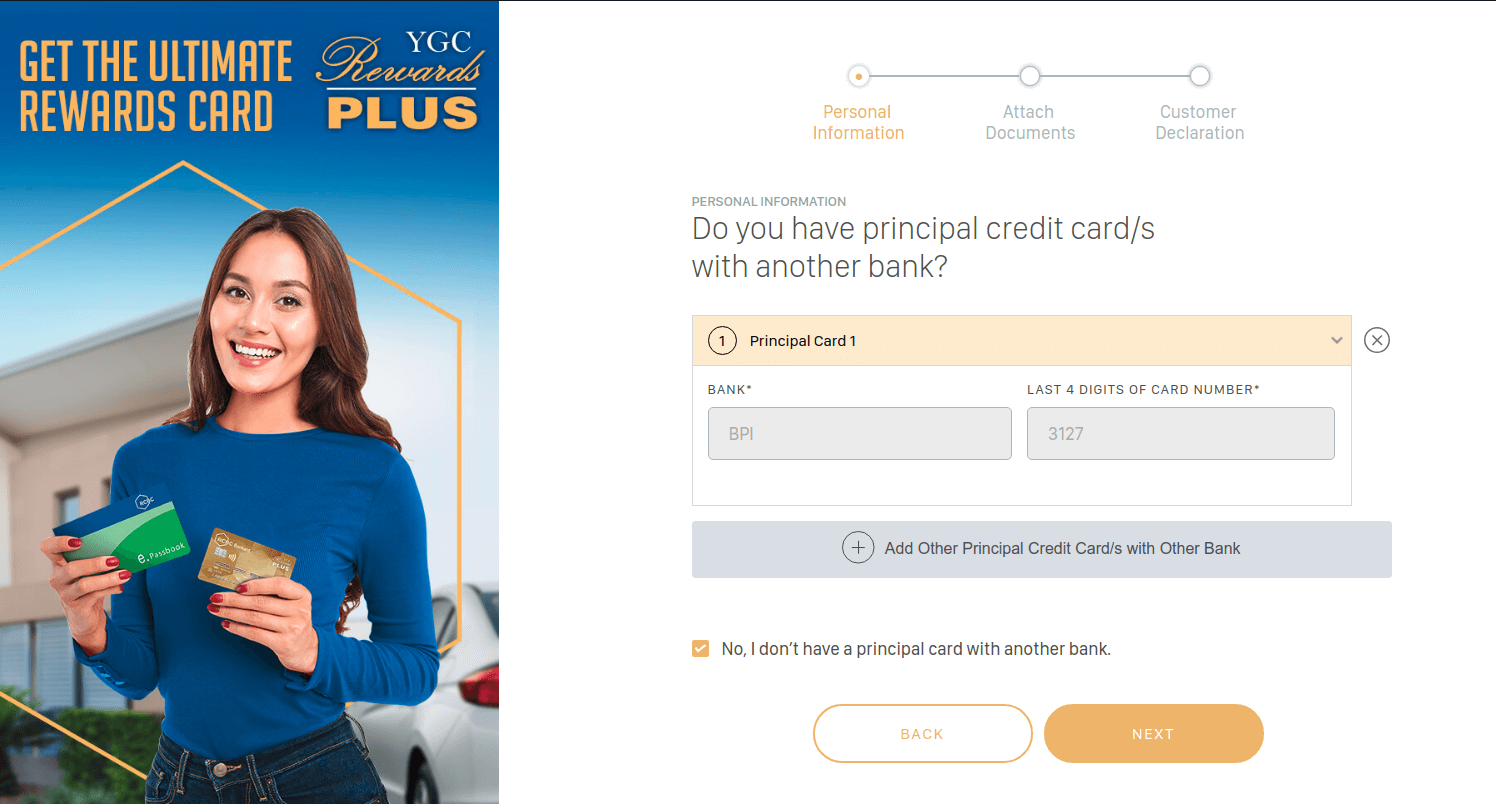 GET THE ULTIMATE
REWARDS CARD
YGC
Rewards
PLUS
RCBC
e.Passbook
PLUS
Personal
Information
Attach
Documents
Customer
Declaration
PERSONAL INFORMATION
Do you have principal credit card/s
with another bank?
1 Principal Card 1
BANK* LAST 4 DIGITS OF CARD NUMBER*
BPI 3127
Add Other Principal Credit Card/s with Other Bank
No, I don’t have a principal card with another bank.
BACK NEXT